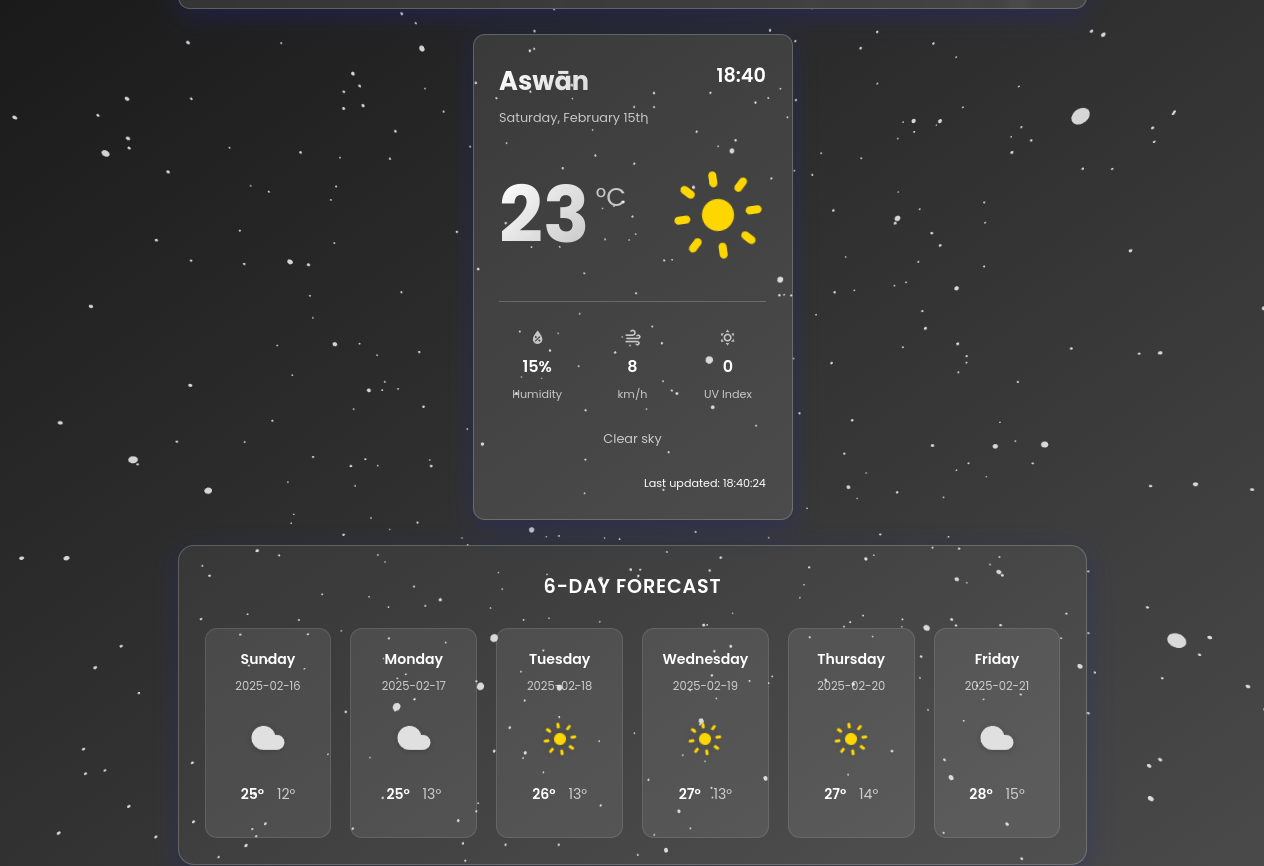 Aswān
18:40
Saturday, February 15th
23 °C
15% 8 0
Humidity km/h UV Index
Clear sky
Last updated: 18:40:24
6-DAY FORECAST
Sunday Monday Tuesday Wednesday Thursday Friday
2025-02-16 2025-02-17 2025-02-18 2025-02-19 2025-02-20 2025-02-21
25° 12° 25° 13° 26° 13° 27° 13° 27° 14° 28° 15°